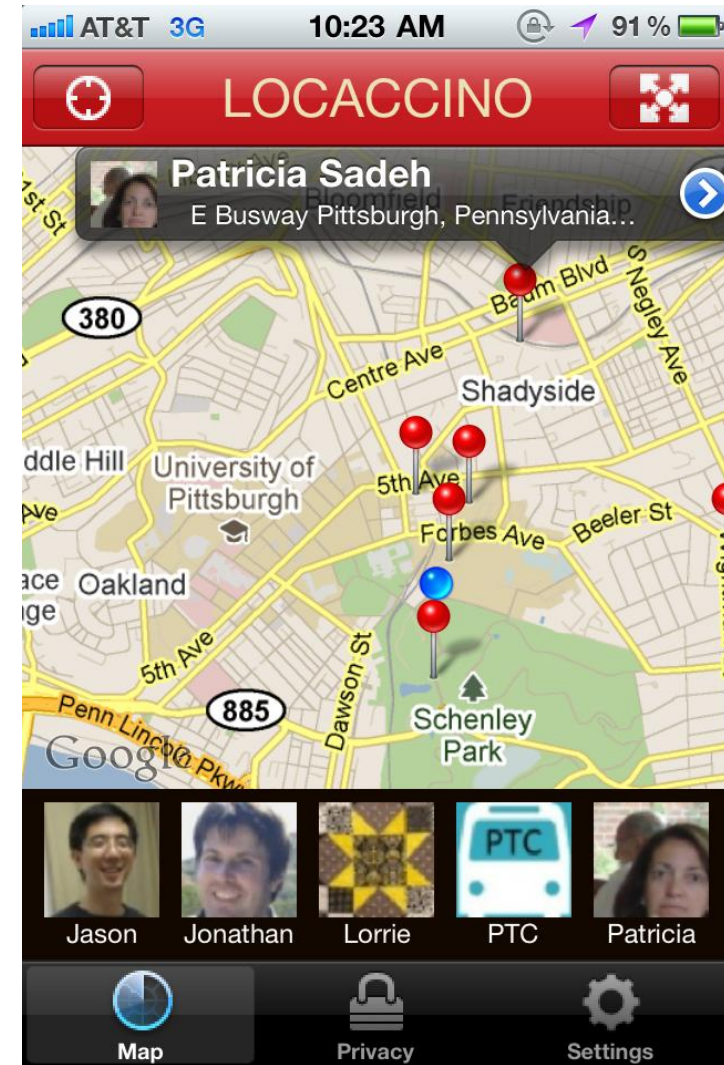 AT&T 3G 10:23 AM 91%
LOCACCINO
Patricia Sadeh
E Busway Pittsburgh, Pennsylvania...
Bloomfield
Friendship
Baum Blvd
S Negley Ave
380
Centre Ave
Shadyside
ddle Hill
University of
Pittsburgh
5th Ave
Forbes Ave
Beeler St
Oakland
5th Ave
Dawson St
885
Penn Lincoln Pkwy
Schenley
Park
Google
PTC
Jason Jonathan Lorrie PTC Patricia
Map Privacy Settings